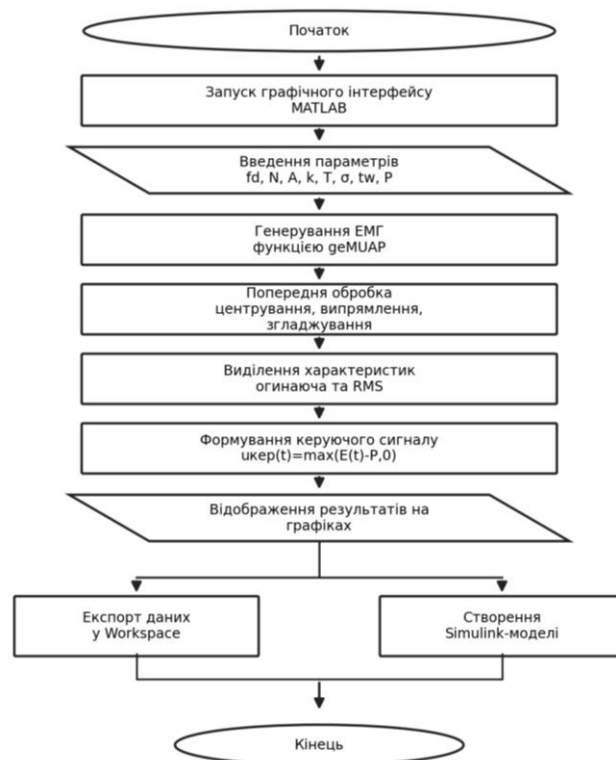 Початок
Запуск графічного інтерфейсу
MATLAB
Введення параметрів
fd, N, A, k, T, σ, tw, P
Генерування ЕМГ
функцією geMUAP
Попередня обробка
центрування, випрямлення,
згладжування
Виділення характеристик
огинаюча та RMS
Формування керуючого сигналу
uкер(t)=max(E(t)-P,0)
Відображення результатів на
графіках
Експорт даних
у Workspace
Створення
Simulink-моделі
Кінець